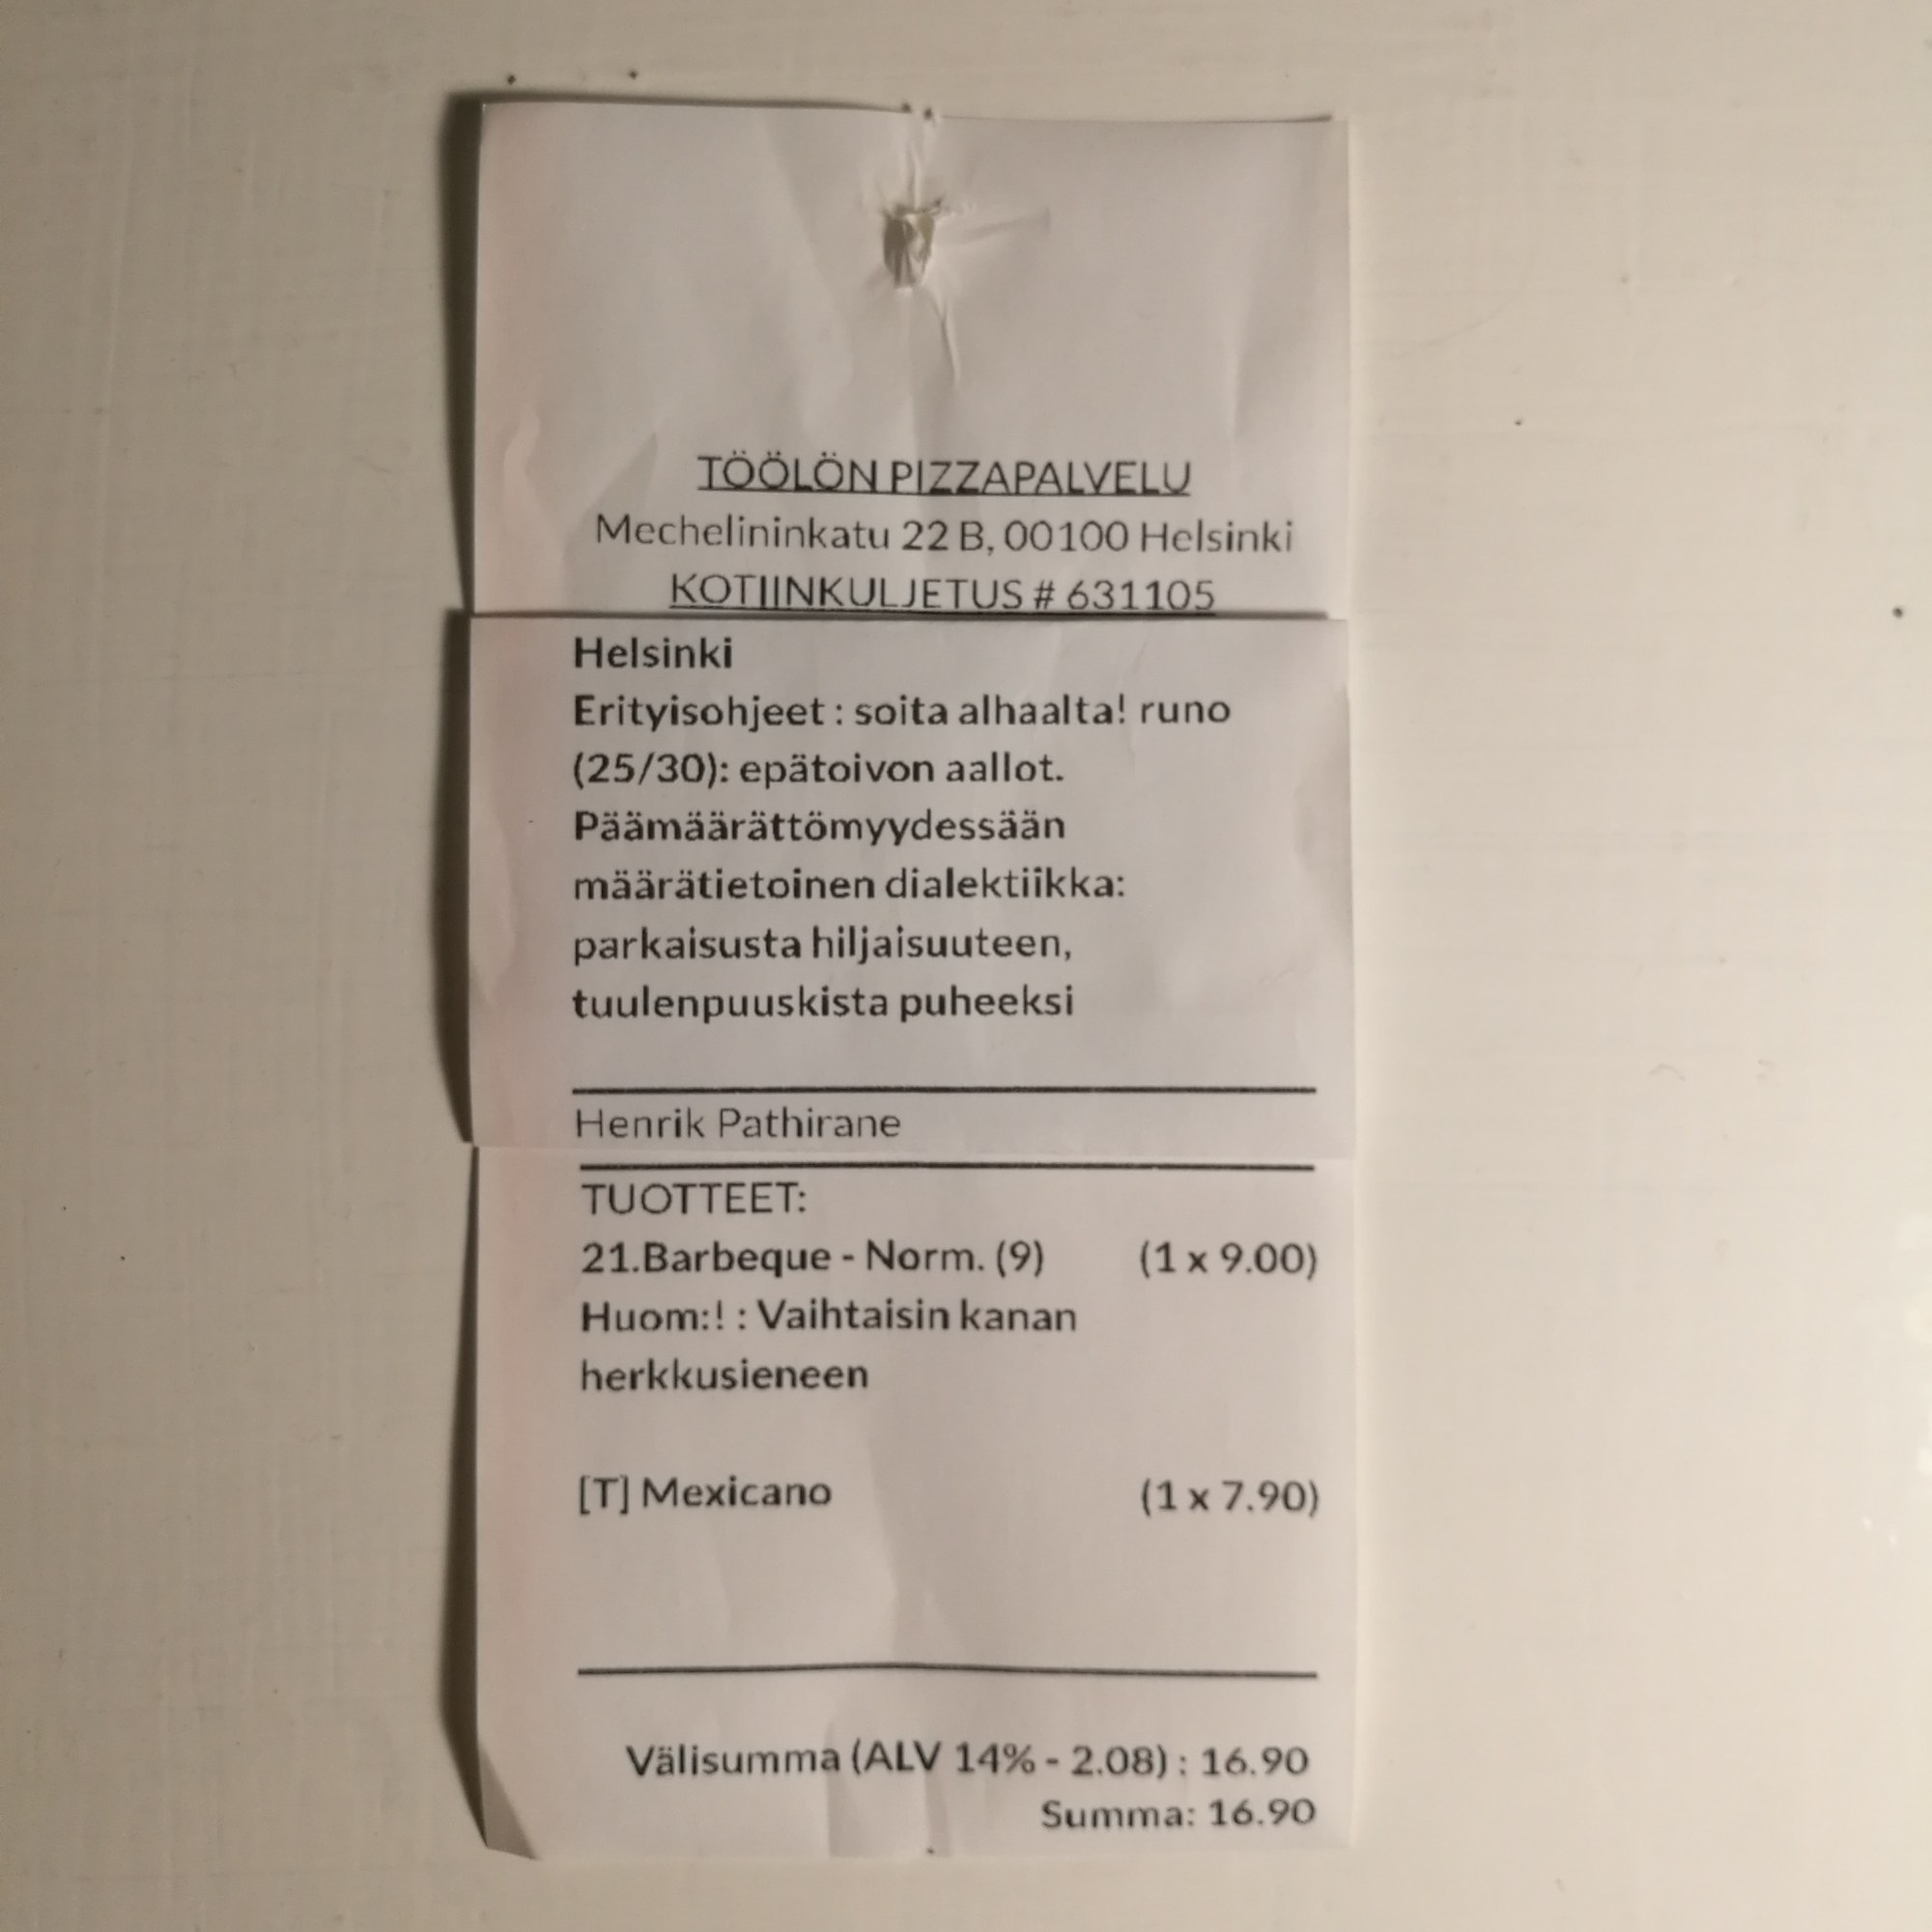 TÖÖLÖN PIZZAPALVELU
Mechelininkatu 22 B, 00100 Helsinki
KOTIINKULJETUS # 631105
Helsinki
Erityisohjeet : soita alhaalta! runo
(25/30): epätoivon aallot.
Päämäärättömyydessään
määrätietoinen dialektiikka:
parkaisusta hiljaisuuteen,
tuulenpuuskista puheeksi
Henrik Pathirane
TUOTTEET:
21.Barbeque - Norm. (9) (1 x 9.00)
Huom:! : Vaihtaisin kanan
herkkusieneen
[T] Mexicano (1 x 7.90)
Välisumma (ALV 14% - 2.08) : 16.90
Summa: 16.90